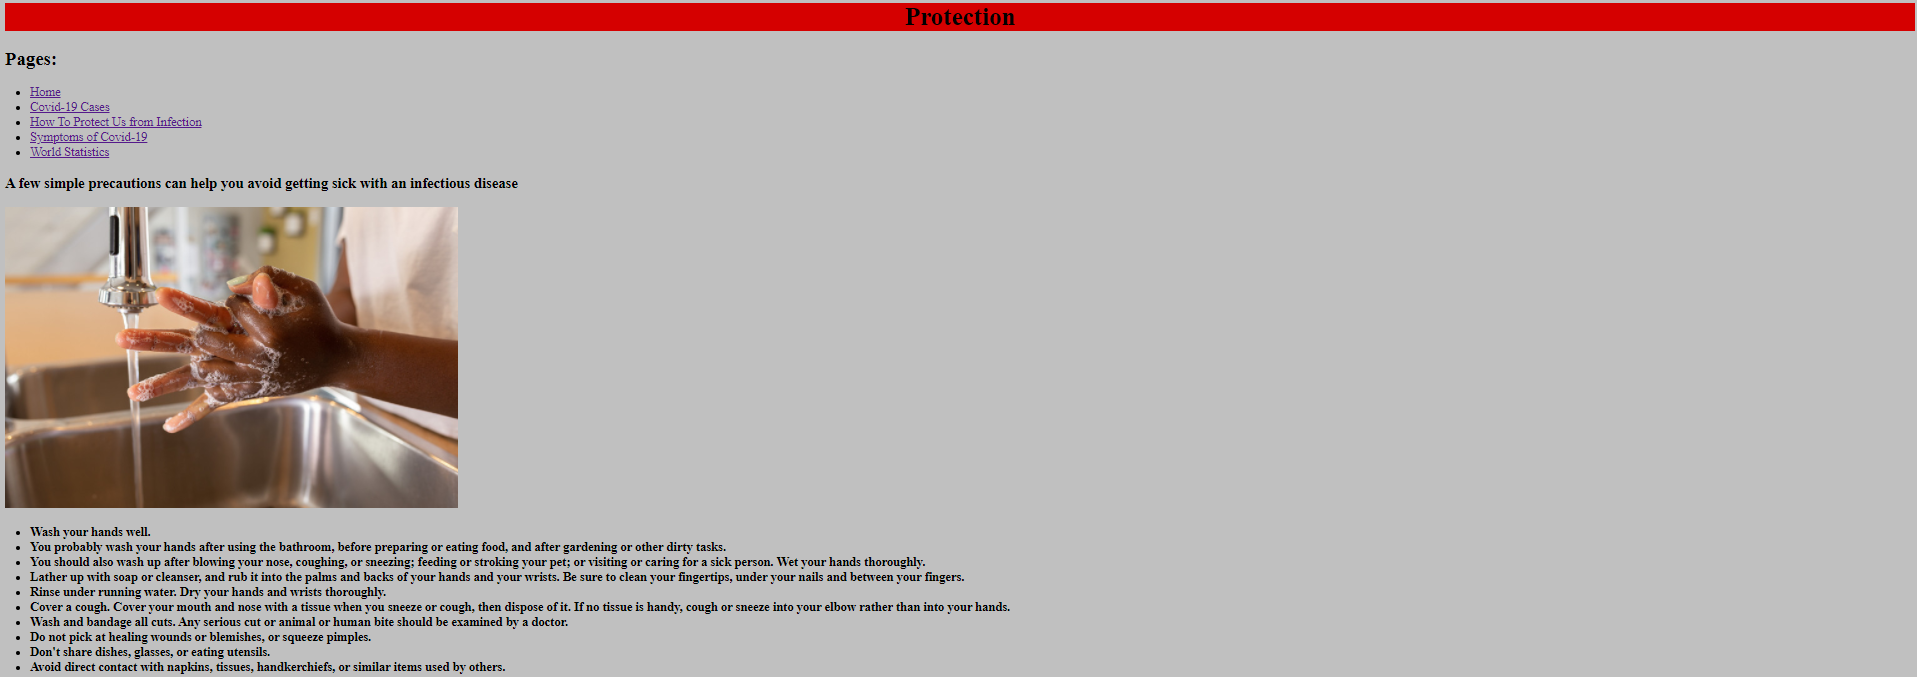 Protection
Pages:
Home
Covid-19 Cases
How To Protect Us from Infection
Symptoms of Covid-19
World Statistics
A few simple precautions can help you avoid getting sick with an infectious disease
Wash your hands well.
You probably wash your hands after using the bathroom, before preparing or eating food, and after gardening or other dirty tasks.
You should also wash up after blowing your nose, coughing, or sneezing; feeding or stroking your pet; or visiting or caring for a sick person. Wet your hands thoroughly.
Lather up with soap or cleanser, and rub it into the palms and backs of your hands and your wrists. Be sure to clean your fingertips, under your nails and between your fingers.
Rinse under running water. Dry your hands and wrists thoroughly.
Cover a cough. Cover your mouth and nose with a tissue when you sneeze or cough, then dispose of it. If no tissue is handy, cough or sneeze into your elbow rather than into your hands.
Wash and bandage all cuts. Any serious cut or animal or human bite should be examined by a doctor.
Do not pick at healing wounds or blemishes, or squeeze pimples.
Don't share dishes, glasses, or eating utensils.
Avoid direct contact with napkins, tissues, handkerchiefs, or similar items used by others.